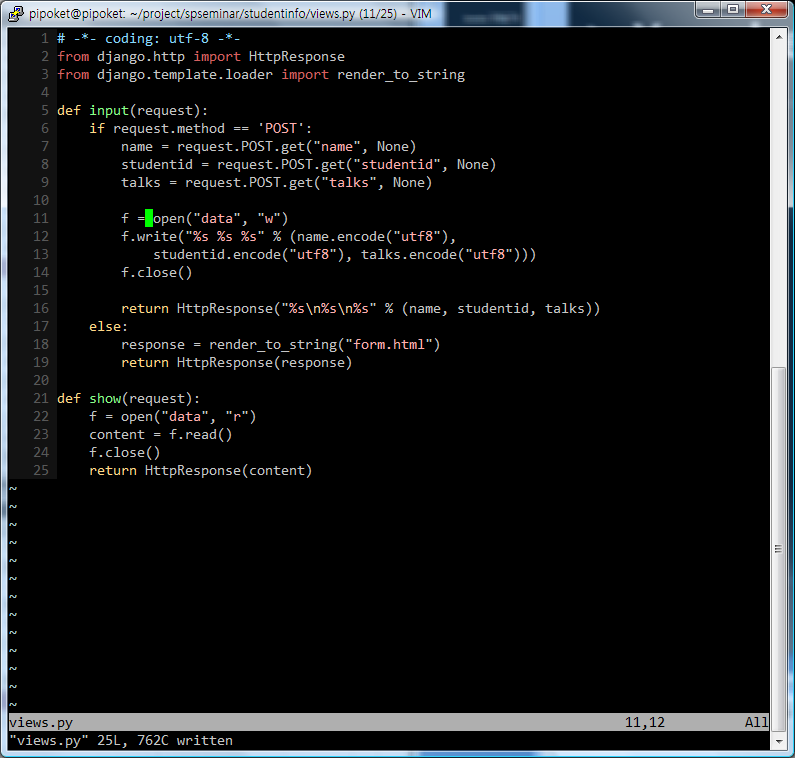 pipoket@pipoket: ~/project/spseminar/studentinfo/views.py (11/25) - VIM
1 # -*- coding: utf-8 -*-
2 from django.http import HttpResponse
3 from django.template.loader import render_to_string
4
5 def input(request):
6     if request.method == 'POST':
7         name = request.POST.get("name", None)
8         studentid = request.POST.get("studentid", None)
9         talks = request.POST.get("talks", None)
10
11         f = open("data", "w")
12         f.write("%s %s %s" % (name.encode("utf8"),
13             studentid.encode("utf8"), talks.encode("utf8")))
14         f.close()
15
16         return HttpResponse("%s\n%s\n%s" % (name, studentid, talks))
17     else:
18         response = render_to_string("form.html")
19         return HttpResponse(response)
20
21 def show(request):
22     f = open("data", "r")
23     content = f.read()
24     f.close()
25     return HttpResponse(content)
~
~
~
~
~
~
~
~
~
~
~
~
~
views.py 11,12 All
"views.py" 25L, 762C written